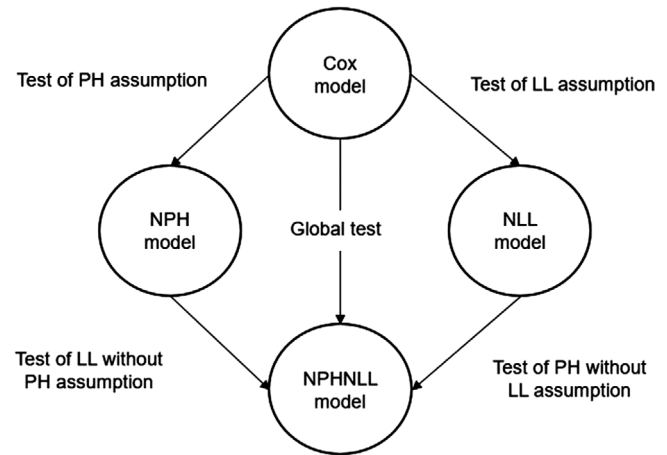 Cox
model
Test of PH assumption
Test of LL assumption
NPH
model
Global test
NLL
model
Test of LL without
PH assumption
NPHNLL
model
Test of PH without
LL assumption